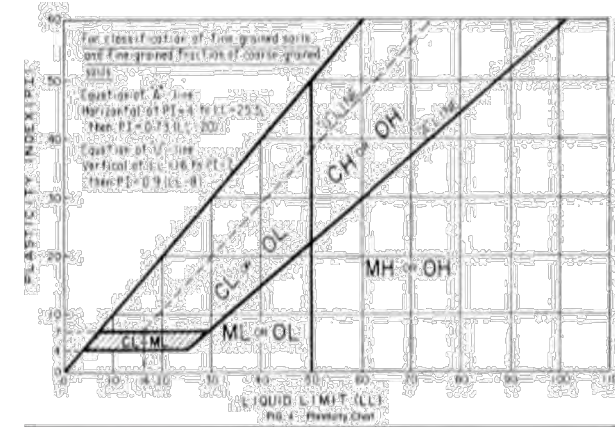 60
For classification of fine-grained soils
and fine-grained fraction of coarse-grained
soils
Equation of "A"-line
Horizontal at PI=4 to LL=25.5,
then PI=0.73 (LL-20)
Equation of "U"-line
Vertical at LL=16 to PI=7,
then PI=0.9 (LL-8)
50
40
30
20
10
7
4
0
PLASTICITY INDEX (PI)
"U" LINE
"A" LINE
CH or OH
CL or OL
MH or OH
ML or OL
CL-ML
0 10 16 20 30 40 50 60 70 80 90 100 110
LIQUID LIMIT (LL)
FIG. 4 Plasticity Chart